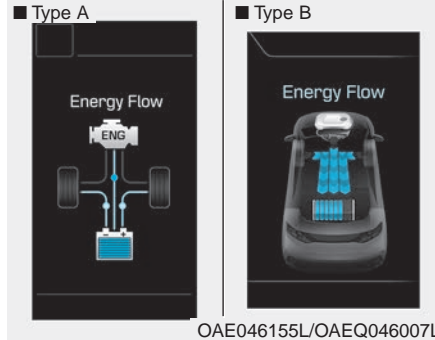 ■ Type A
■ Type B
Energy Flow
ENG
Energy Flow
OAE046155L/OAEQ046007L